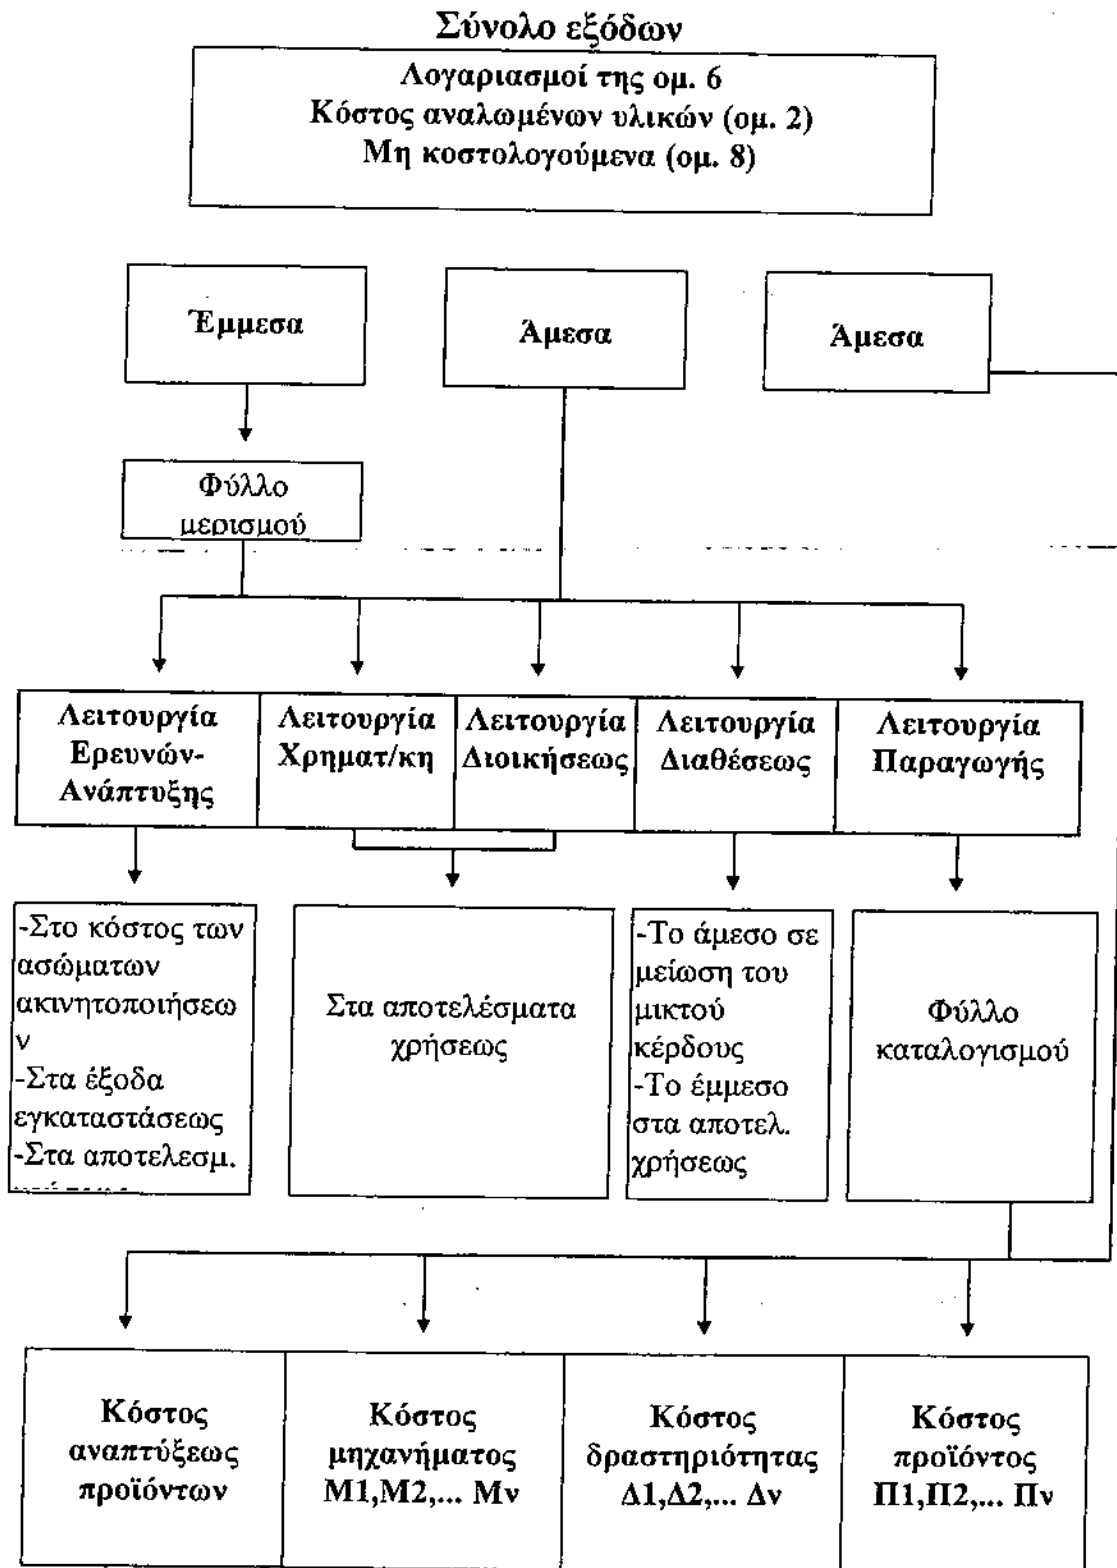 Σύνολο εξόδων
Λογαριασμοί της ομ. 6
Κόστος αναλωμένων υλικών (ομ. 2)
Μη κοστολογούμενα (ομ. 8)
Έμμεσα
Άμεσα
Άμεσα
Φύλλο
μερισμού
Λειτουργία
Ερευνών-
Ανάπτυξης
Λειτουργία
Χρηματ/κη
Λειτουργία
Διοικήσεως
Λειτουργία
Διαθέσεως
Λειτουργία
Παραγωγής
-Στο κόστος των
ασώματων
ακινητοποιήσεω
ν
-Στα έξοδα
εγκαταστάσεως
-Στα αποτελεσμ.
Στα αποτελέσματα
χρήσεως
-Το άμεσο σε
μείωση του
μικτού
κέρδους
-Το έμμεσο
στα αποτελ.
χρήσεως
Φύλλο
καταλογισμού
Κόστος
αναπτύξεως
προϊόντων
Κόστος
μηχανήματος
Μ1,Μ2,... Μν
Κόστος
δραστηριότητας
Δ1,Δ2,... Δν
Κόστος
προϊόντος
Π1,Π2,... Πν